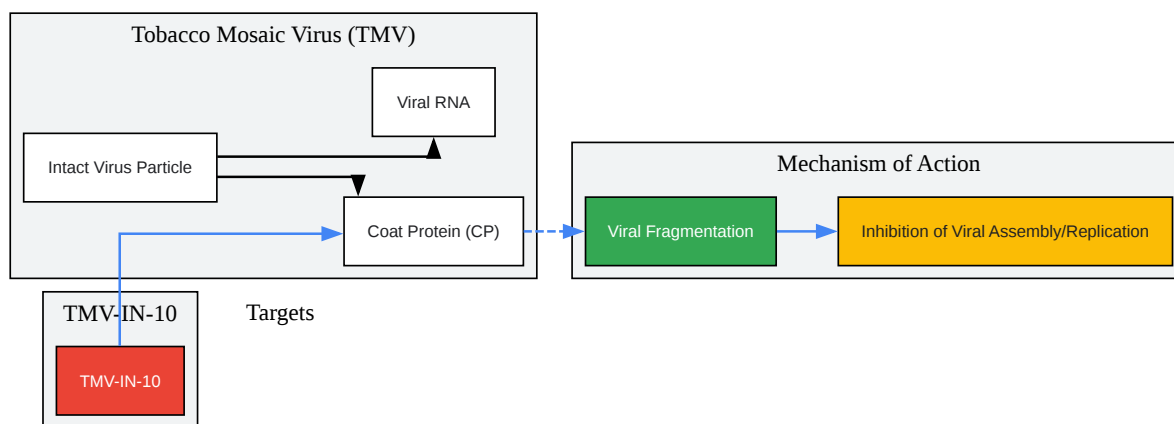 Tobacco Mosaic Virus (TMV)
Viral RNA
Intact Virus Particle
Coat Protein (CP)
Mechanism of Action
Viral Fragmentation
Inhibition of Viral Assembly/Replication
TMV-IN-10
Targets
TMV-IN-10